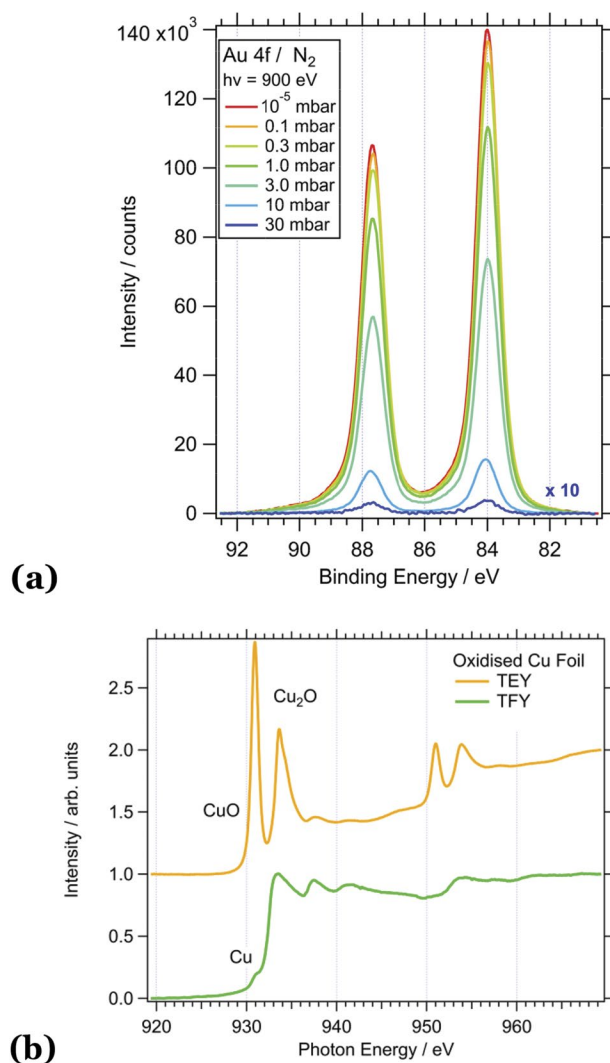 140 x10³
120
100
80
60
40
20
0
Intensity / counts
Au 4f / N₂
hν = 900 eV
10⁻⁵ mbar
0.1 mbar
0.3 mbar
1.0 mbar
3.0 mbar
10 mbar
30 mbar
x 10
92 90 88 86 84 82
Binding Energy / eV
(a)
2.5
2.0
1.5
1.0
0.5
0.0
Intensity / arb. units
Oxidised Cu Foil
TEY
TFY
Cu₂O
CuO
Cu
920 930 940 950 960
Photon Energy / eV
(b)